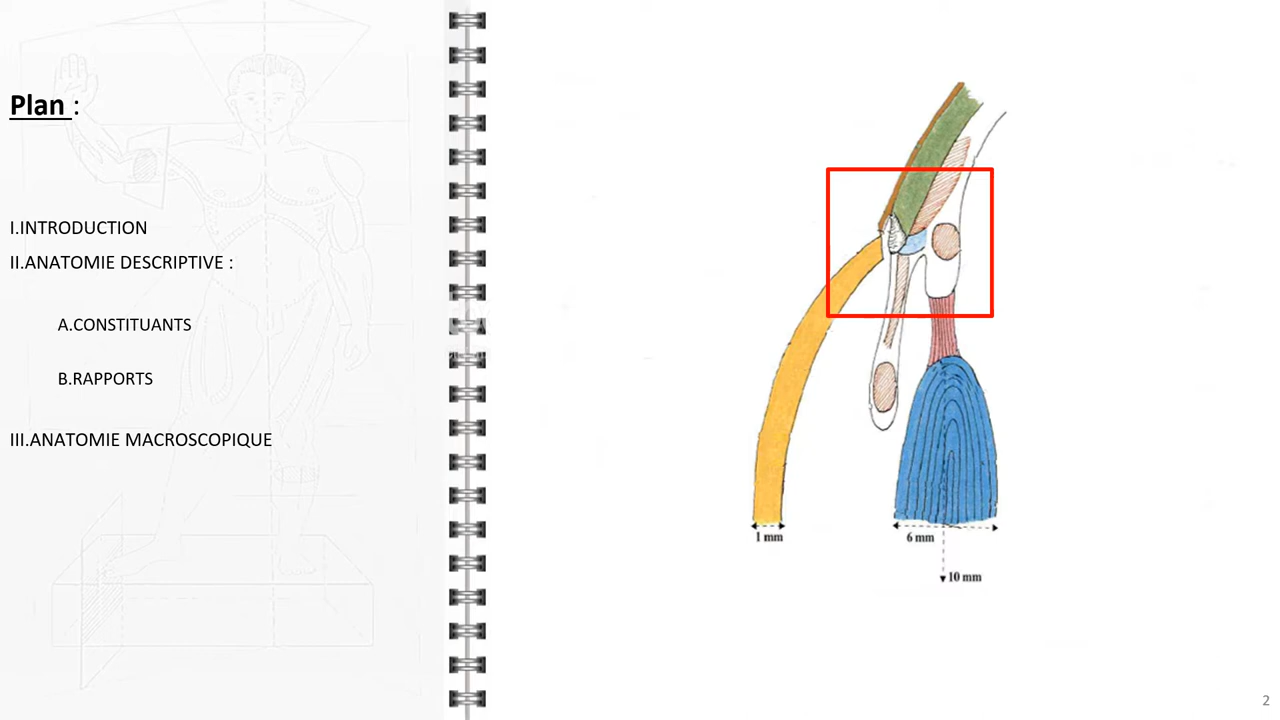 Plan :
I.INTRODUCTION
II.ANATOMIE DESCRIPTIVE :
A.CONSTITUANTS
B.RAPPORTS
III.ANATOMIE MACROSCOPIQUE
1 mm
6 mm
10 mm
2